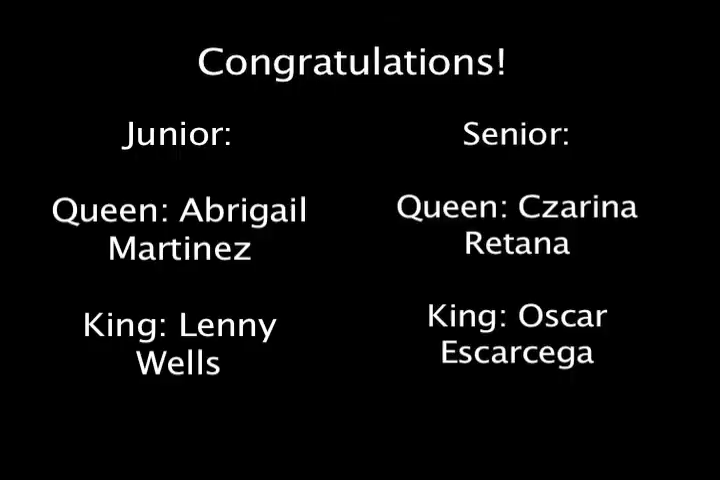 Congratulations!
Junior:
Queen: Abrigail
Martinez
King: Lenny
Wells
Senior:
Queen: Czarina
Retana
King: Oscar
Escarcega